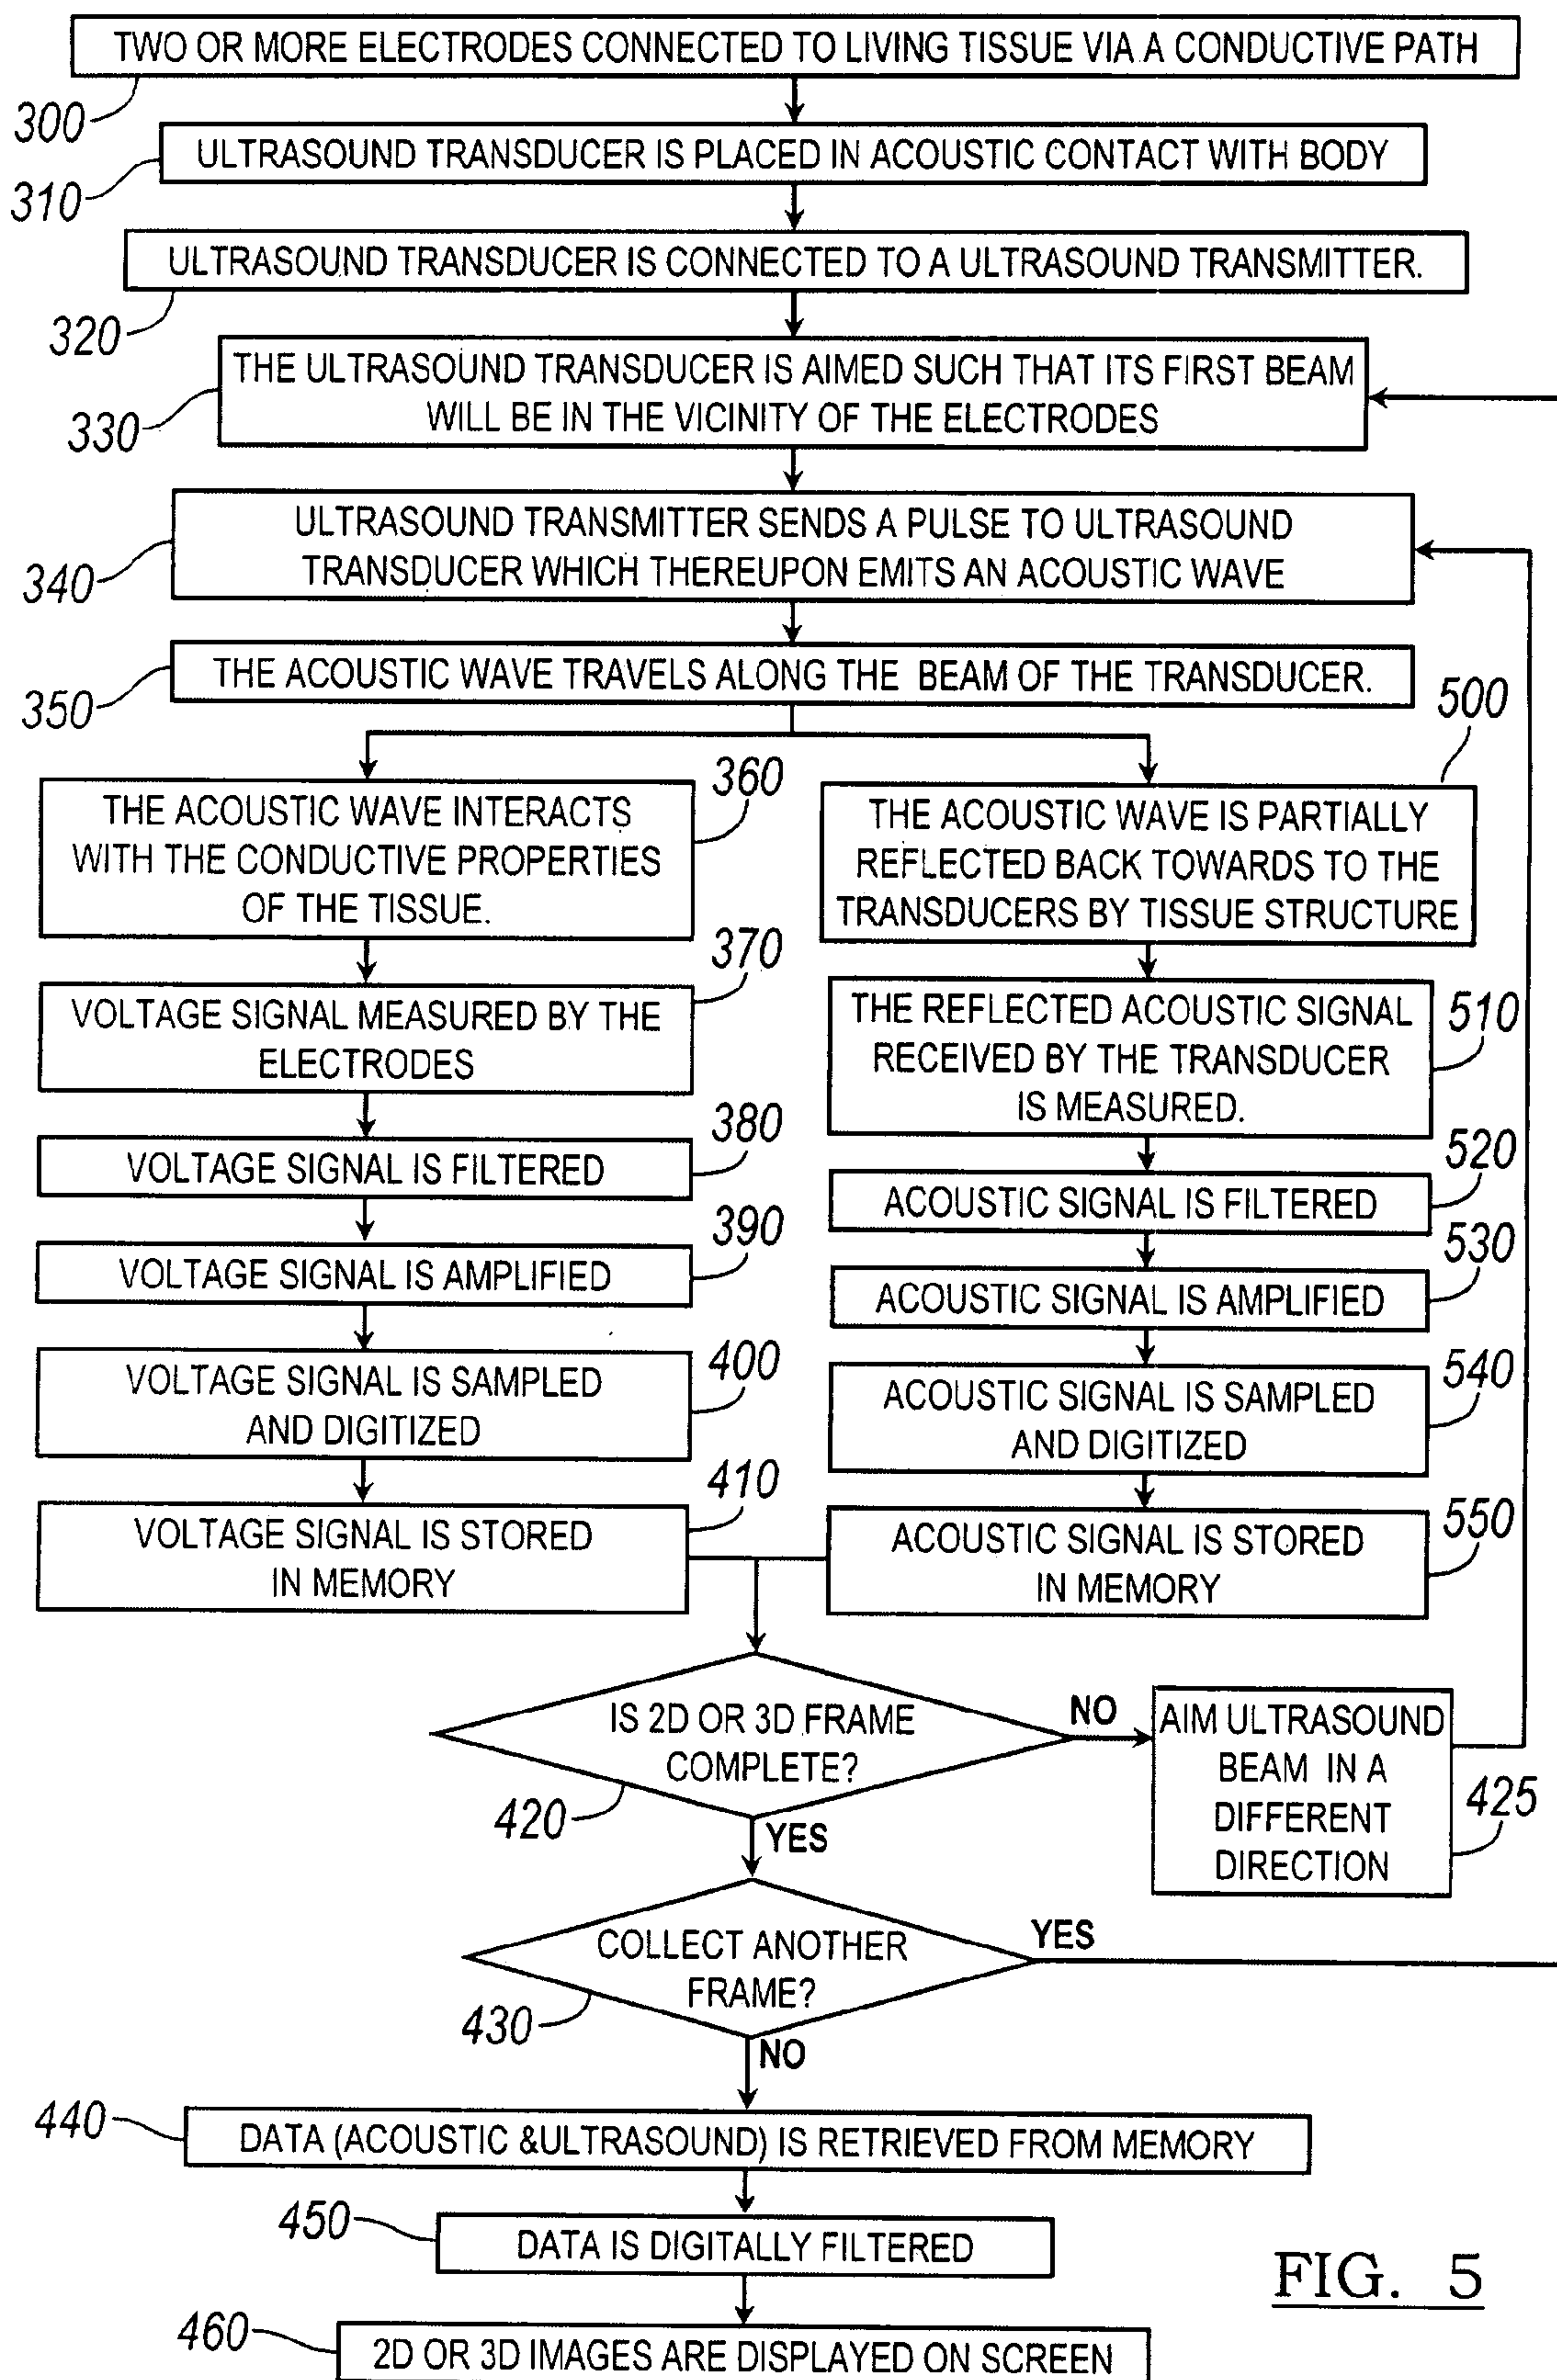 TWO OR MORE ELECTRODES CONNECTED TO LIVING TISSUE VIA A CONDUCTIVE PATH
300
ULTRASOUND TRANSDUCER IS PLACED IN ACOUSTIC CONTACT WITH BODY
310
ULTRASOUND TRANSDUCER IS CONNECTED TO A ULTRASOUND TRANSMITTER.
320
THE ULTRASOUND TRANSDUCER IS AIMED SUCH THAT ITS FIRST BEAM
WILL BE IN THE VICINITY OF THE ELECTRODES
330
ULTRASOUND TRANSMITTER SENDS A PULSE TO ULTRASOUND
TRANSDUCER WHICH THEREUPON EMITS AN ACOUSTIC WAVE
340
THE ACOUSTIC WAVE TRAVELS ALONG THE BEAM OF THE TRANSDUCER.
350
360
THE ACOUSTIC WAVE INTERACTS
WITH THE CONDUCTIVE PROPERTIES
OF THE TISSUE.
370
VOLTAGE SIGNAL MEASURED BY THE
ELECTRODES
380
VOLTAGE SIGNAL IS FILTERED
390
VOLTAGE SIGNAL IS AMPLIFIED
400
VOLTAGE SIGNAL IS SAMPLED
AND DIGITIZED
410
VOLTAGE SIGNAL IS STORED
IN MEMORY
500
THE ACOUSTIC WAVE IS PARTIALLY
REFLECTED BACK TOWARDS TO THE
TRANSDUCERS BY TISSUE STRUCTURE
510
THE REFLECTED ACOUSTIC SIGNAL
RECEIVED BY THE TRANSDUCER
IS MEASURED.
520
ACOUSTIC SIGNAL IS FILTERED
530
ACOUSTIC SIGNAL IS AMPLIFIED
540
ACOUSTIC SIGNAL IS SAMPLED
AND DIGITIZED
550
ACOUSTIC SIGNAL IS STORED
IN MEMORY
IS 2D OR 3D FRAME
COMPLETE?
420
NO
AIM ULTRASOUND
BEAM IN A
DIFFERENT
DIRECTION
425
YES
COLLECT ANOTHER
FRAME?
430
YES
NO
440
DATA (ACOUSTIC &ULTRASOUND) IS RETRIEVED FROM MEMORY
450
DATA IS DIGITALLY FILTERED
460
2D OR 3D IMAGES ARE DISPLAYED ON SCREEN
FIG. 5